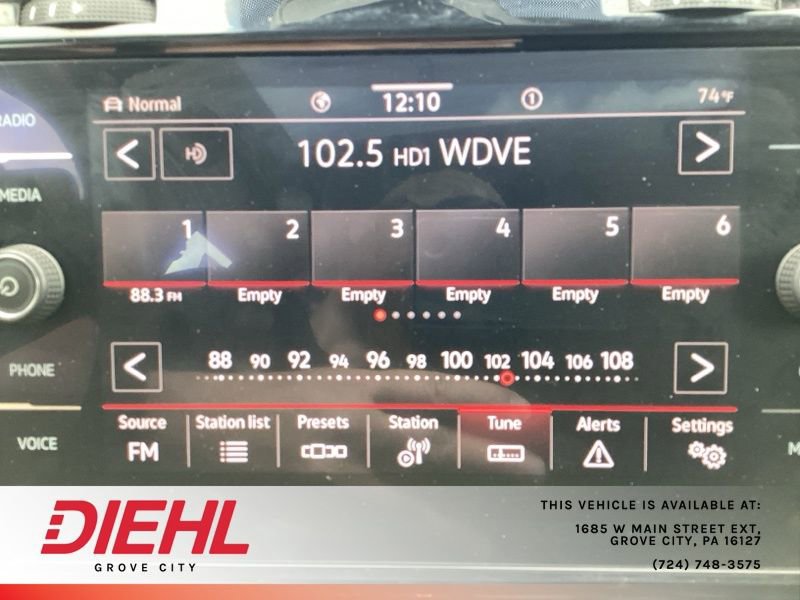 Normal 12:10 1 74°F
RADIO
102.5 HD1 WDVE
HD
MEDIA
1 2 3 4 5 6
88.3 FM Empty Empty Empty Empty Empty
88 90 92 94 96 98 100 102 104 106 108
PHONE
Source Station list Presets Station Tune Alerts Settings
FM
VOICE
M
DIEHL
GROVE CITY
THIS VEHICLE IS AVAILABLE AT:
1685 W MAIN STREET EXT,
GROVE CITY, PA 16127
(724) 748-3575